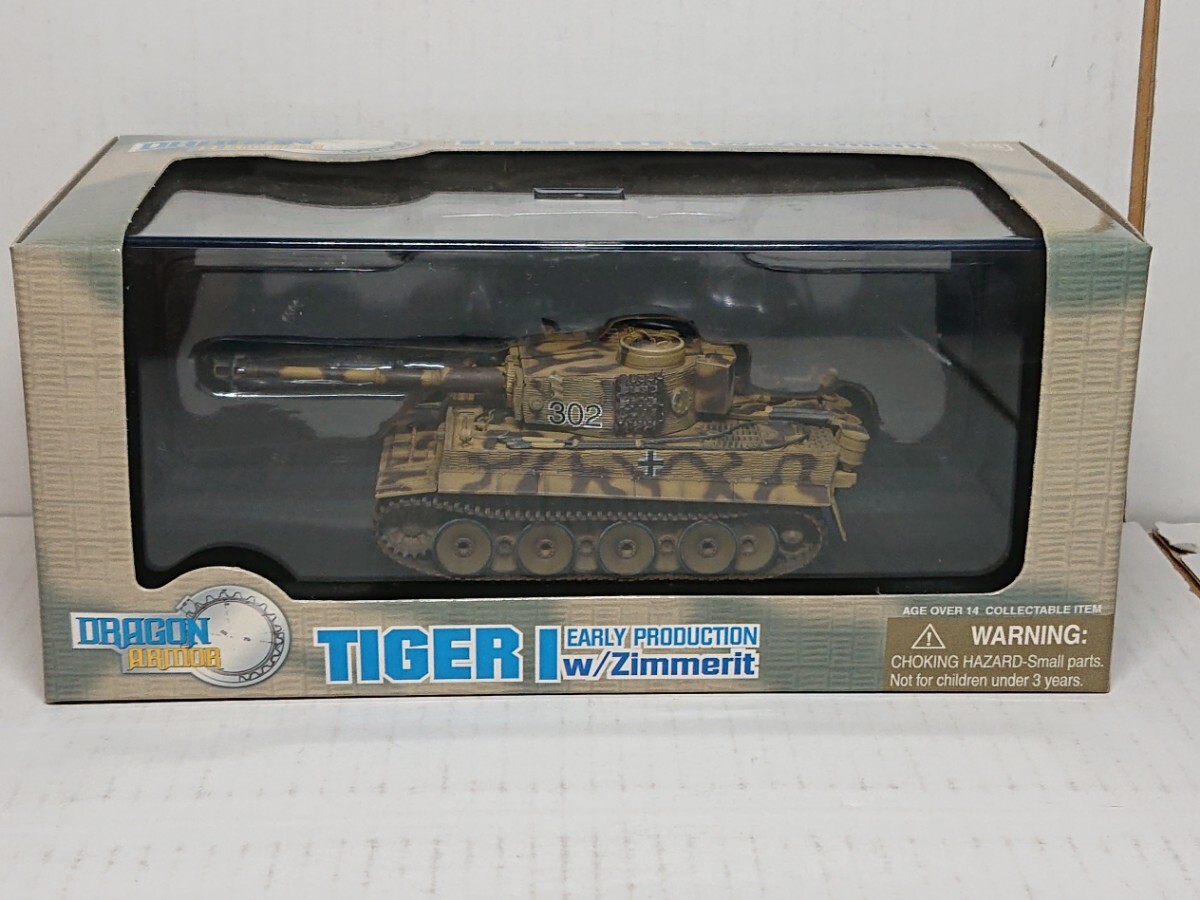 302
DRAGON
ARMOR
TIGER I
EARLY PRODUCTION
w/Zimmerit
AGE OVER 14 COLLECTABLE ITEM
WARNING:
CHOKING HAZARD-Small parts.
Not for children under 3 years.